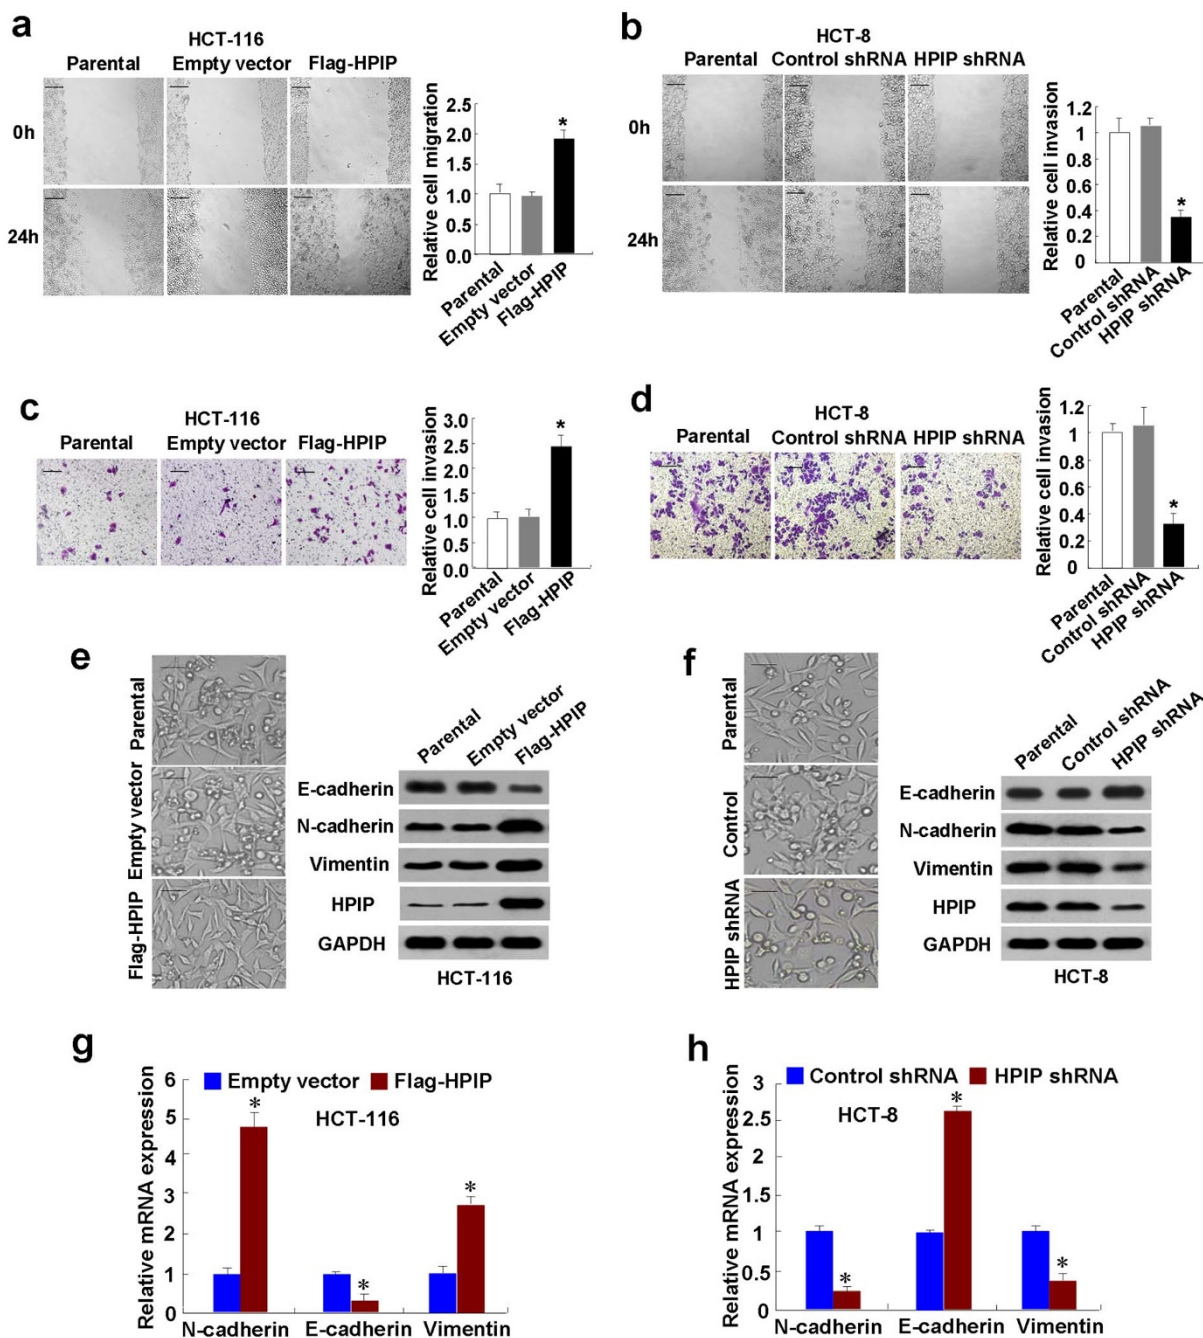 a
HCT-116
Parental Empty vector Flag-HPIP
0h
24h
Relative cell migration
2.5
2.0
1.5
1.0
0.5
0.0
*
Parental
Empty vector
Flag-HPIP
b
HCT-8
Parental Control shRNA HPIP shRNA
0h
24h
Relative cell invasion
1.2
1
0.8
0.6
0.4
0.2
0
*
Parental
Control shRNA
HPIP shRNA
c
HCT-116
Parental Empty vector Flag-HPIP
Relative cell invasion
3.0
2.5
2.0
1.5
1.0
0.5
0.0
*
Parental
Empty vector
Flag-HPIP
d
HCT-8
Parental Control shRNA HPIP shRNA
Relative cell invasion
1.2
1
0.8
0.6
0.4
0.2
0
*
Parental
Control shRNA
HPIP shRNA
e
Parental
Empty vector
Flag-HPIP
Parental
Empty vector
Flag-HPIP
E-cadherin
N-cadherin
Vimentin
HPIP
GAPDH
HCT-116
f
Parental
Control
HPIP shRNA
Parental
Control shRNA
HPIP shRNA
E-cadherin
N-cadherin
Vimentin
HPIP
GAPDH
HCT-8
g
Relative mRNA expression
Empty vector Flag-HPIP
HCT-116
6
5
4
3
2
1
0
*
*
*
N-cadherin E-cadherin Vimentin
h
Relative mRNA expression
Control shRNA HPIP shRNA
HCT-8
3
2.5
2
1
0.5
0
*
*
*
N-cadherin E-cadherin Vimentin